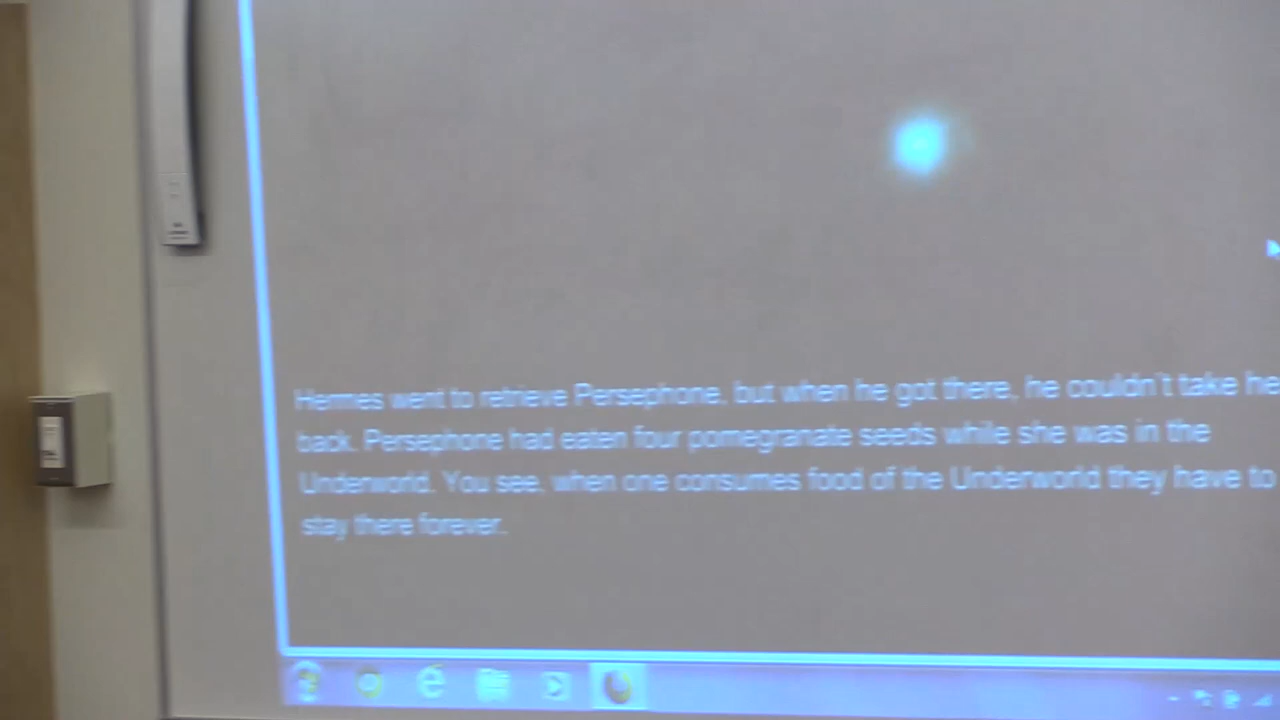 Hermes went to retrieve Persephone, but when he got there, he couldn't take he
back. Persephone had eaten four pomegranate seeds while she was in the
Underworld. You see, when one consumes food of the Underworld they have to
stay there forever.